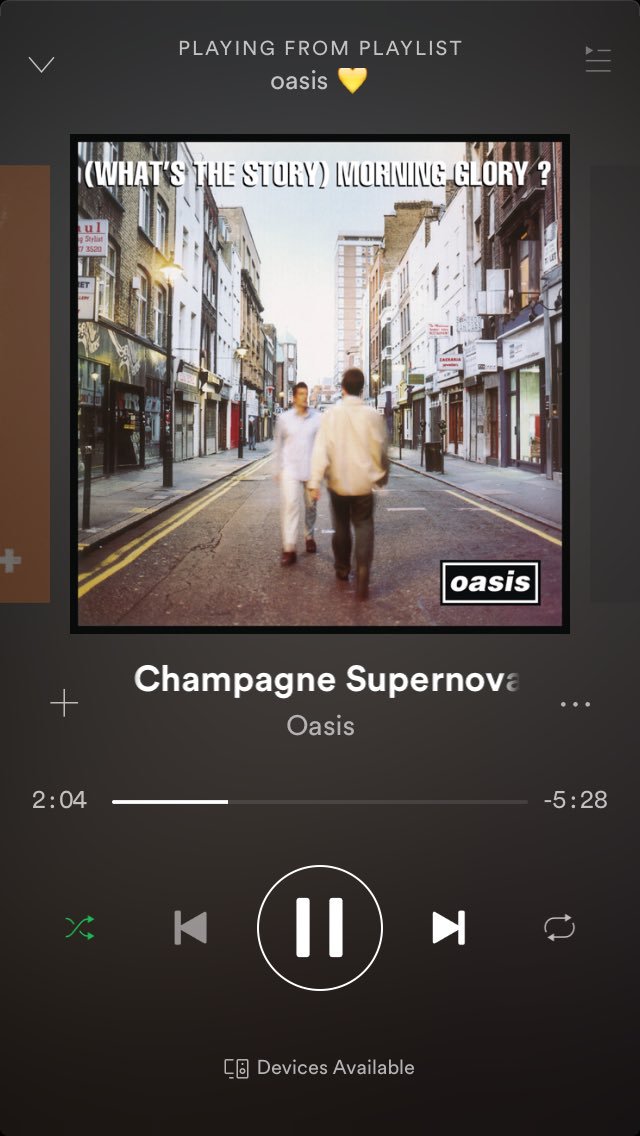 PLAYING FROM PLAYLIST
oasis 💛
(WHAT'S THE STORY) MORNING GLORY ?
oasis
Champagne Supernova
Oasis
2:04
-5:28
Devices Available